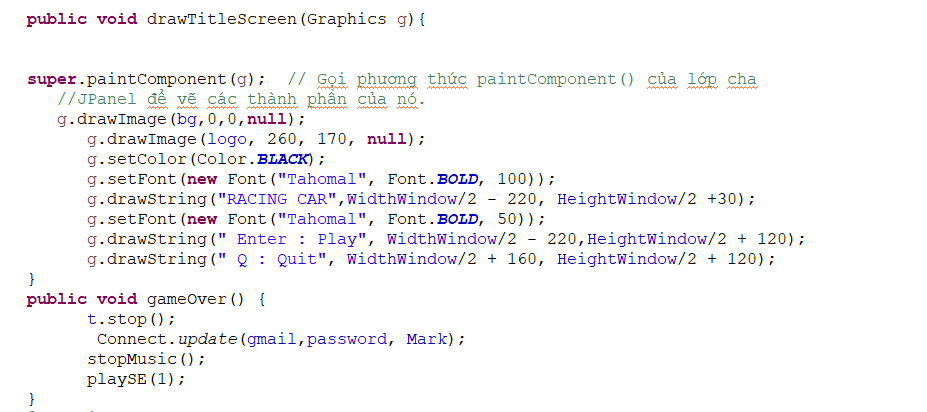 public void drawTitleScreen(Graphics g){
super.paintComponent(g);  // Gọi phương thức paintComponent() của lớp cha
//JPanel để vẽ các thành phần của nó.
g.drawImage(bg,0,0,null);
g.drawImage(logo, 260, 170, null);
g.setColor(Color.BLACK);
g.setFont(new Font("Tahomal", Font.BOLD, 100));
g.drawString("RACING CAR",WidthWindow/2 - 220, HeightWindow/2 +30);
g.setFont(new Font("Tahomal", Font.BOLD, 50));
g.drawString(" Enter : Play", WidthWindow/2 - 220,HeightWindow/2 + 120);
g.drawString(" Q : Quit", WidthWindow/2 + 160, HeightWindow/2 + 120);
}
public void gameOver() {
t.stop();
Connect.update(gmail,password, Mark);
stopMusic();
playSE(1);
}